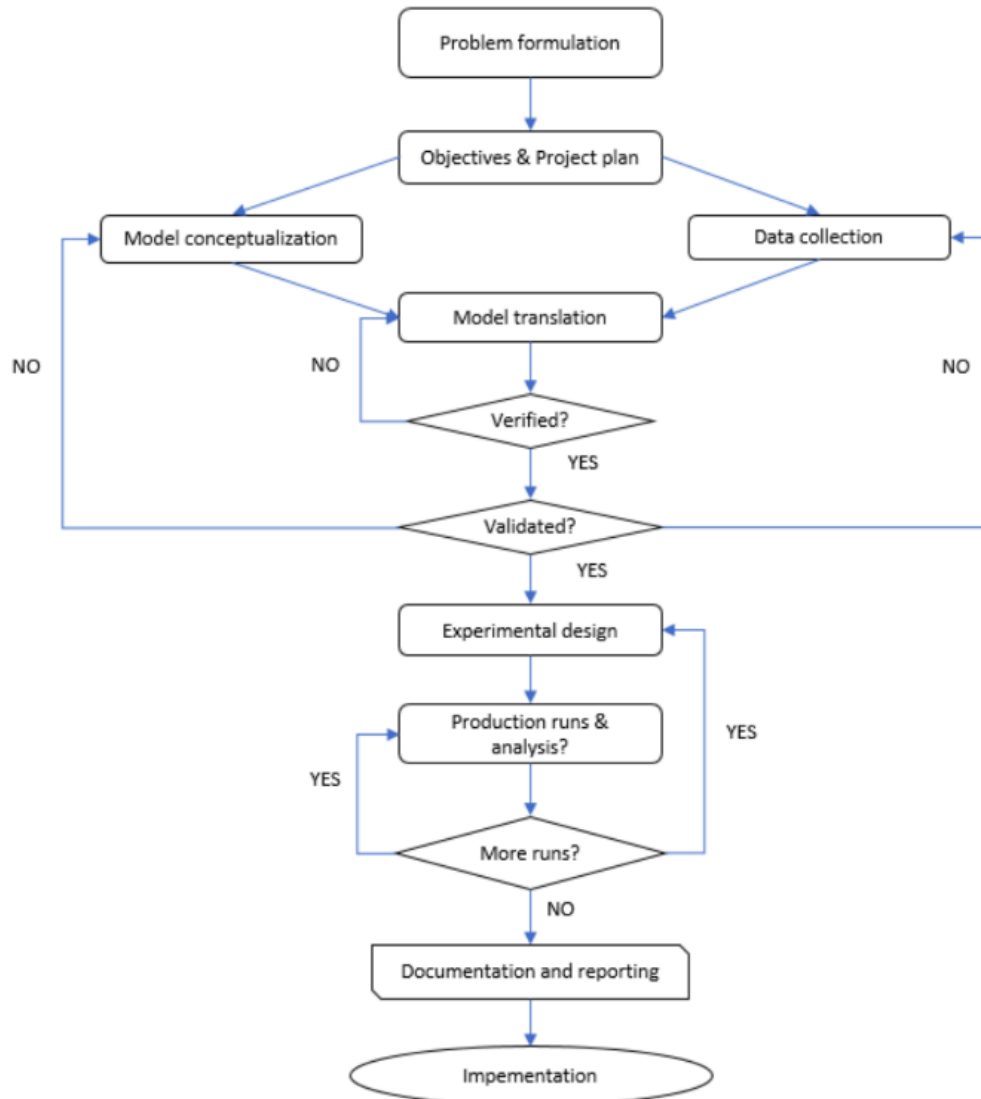 Problem formulation
Objectives & Project plan
Model conceptualization
Data collection
Model translation
NO
NO
NO
Verified?
YES
Validated?
YES
Experimental design
Production runs &
analysis?
YES
YES
More runs?
NO
Documentation and reporting
Impementation